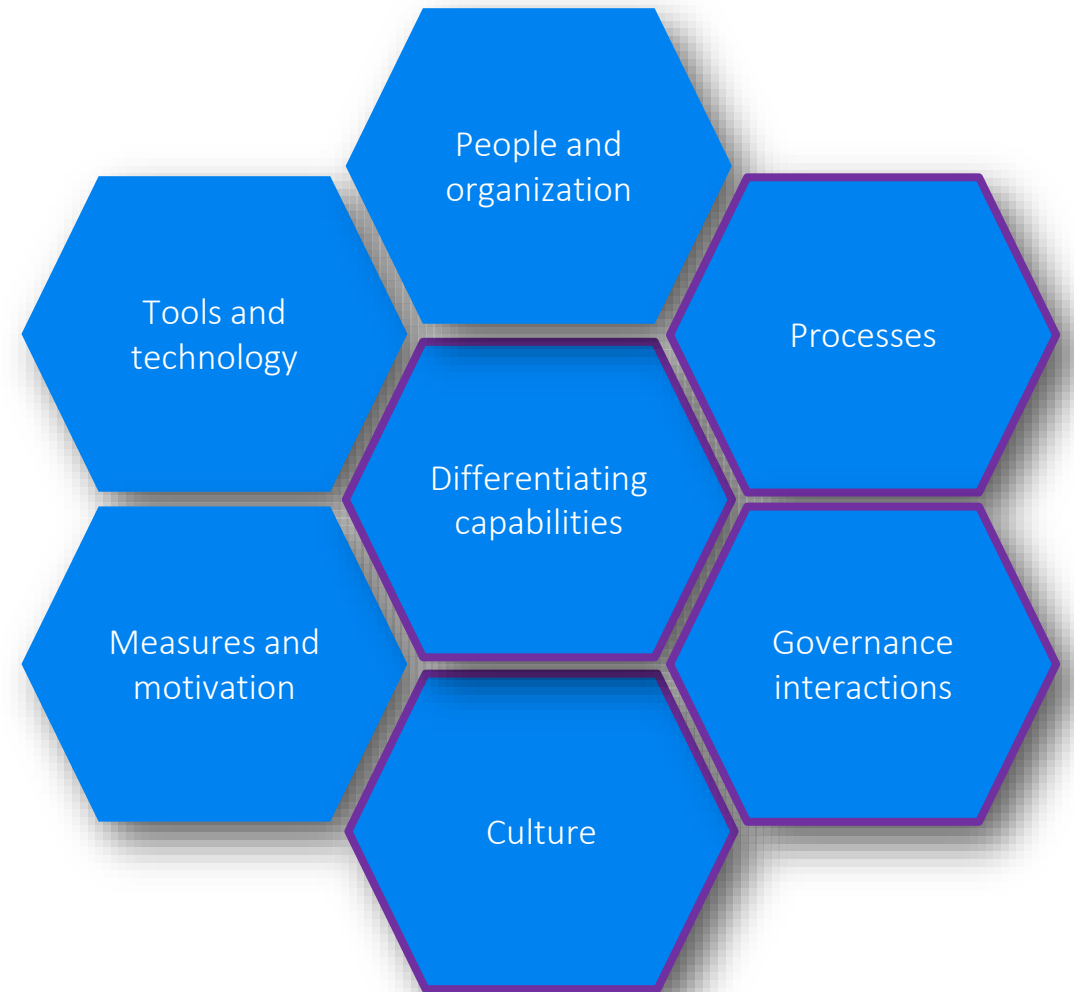 People and
organization
Tools and
technology
Processes
Differentiating
capabilities
Measures and
motivation
Governance
interactions
Culture